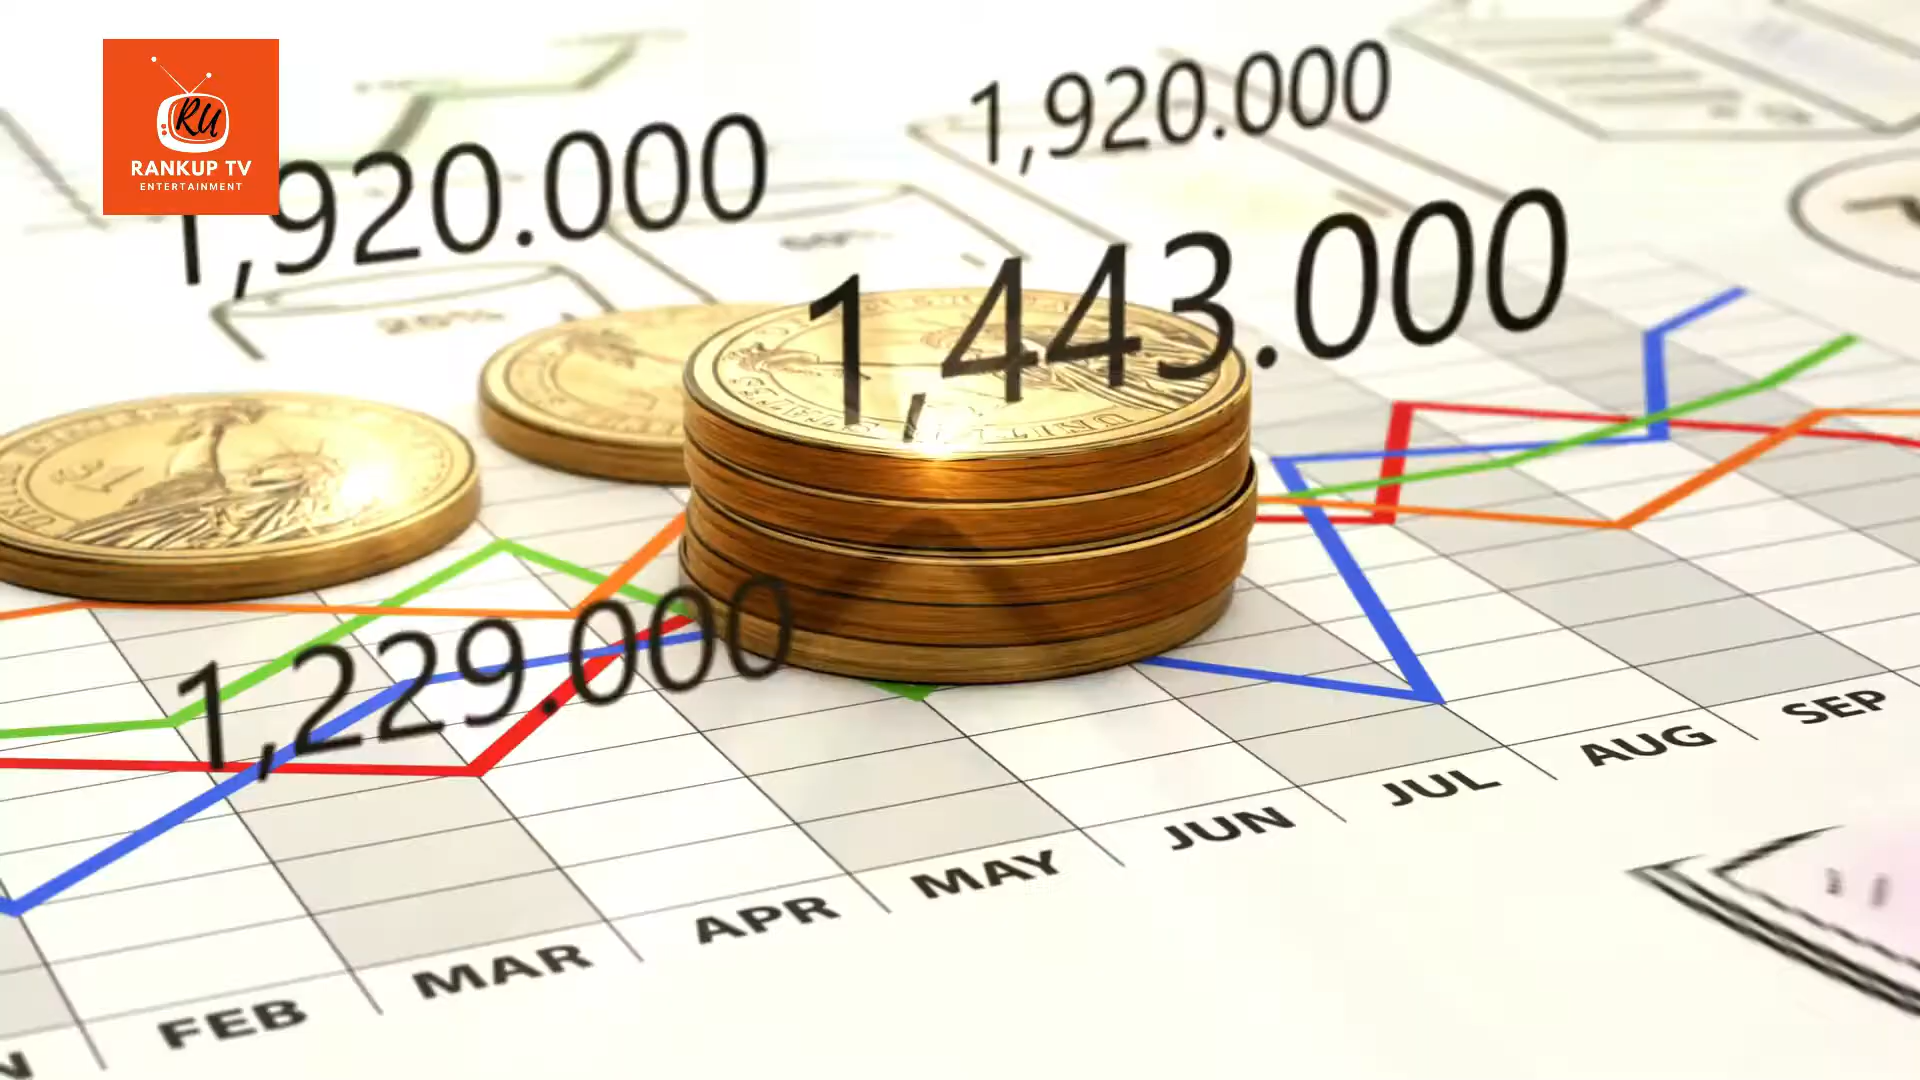 RU
RANKUP TV
ENTERTAINMENT
1,920.000
1,920.000
1,443.000
1,229.000
FEB
MAR
APR
MAY
JUN
JUL
AUG
SEP